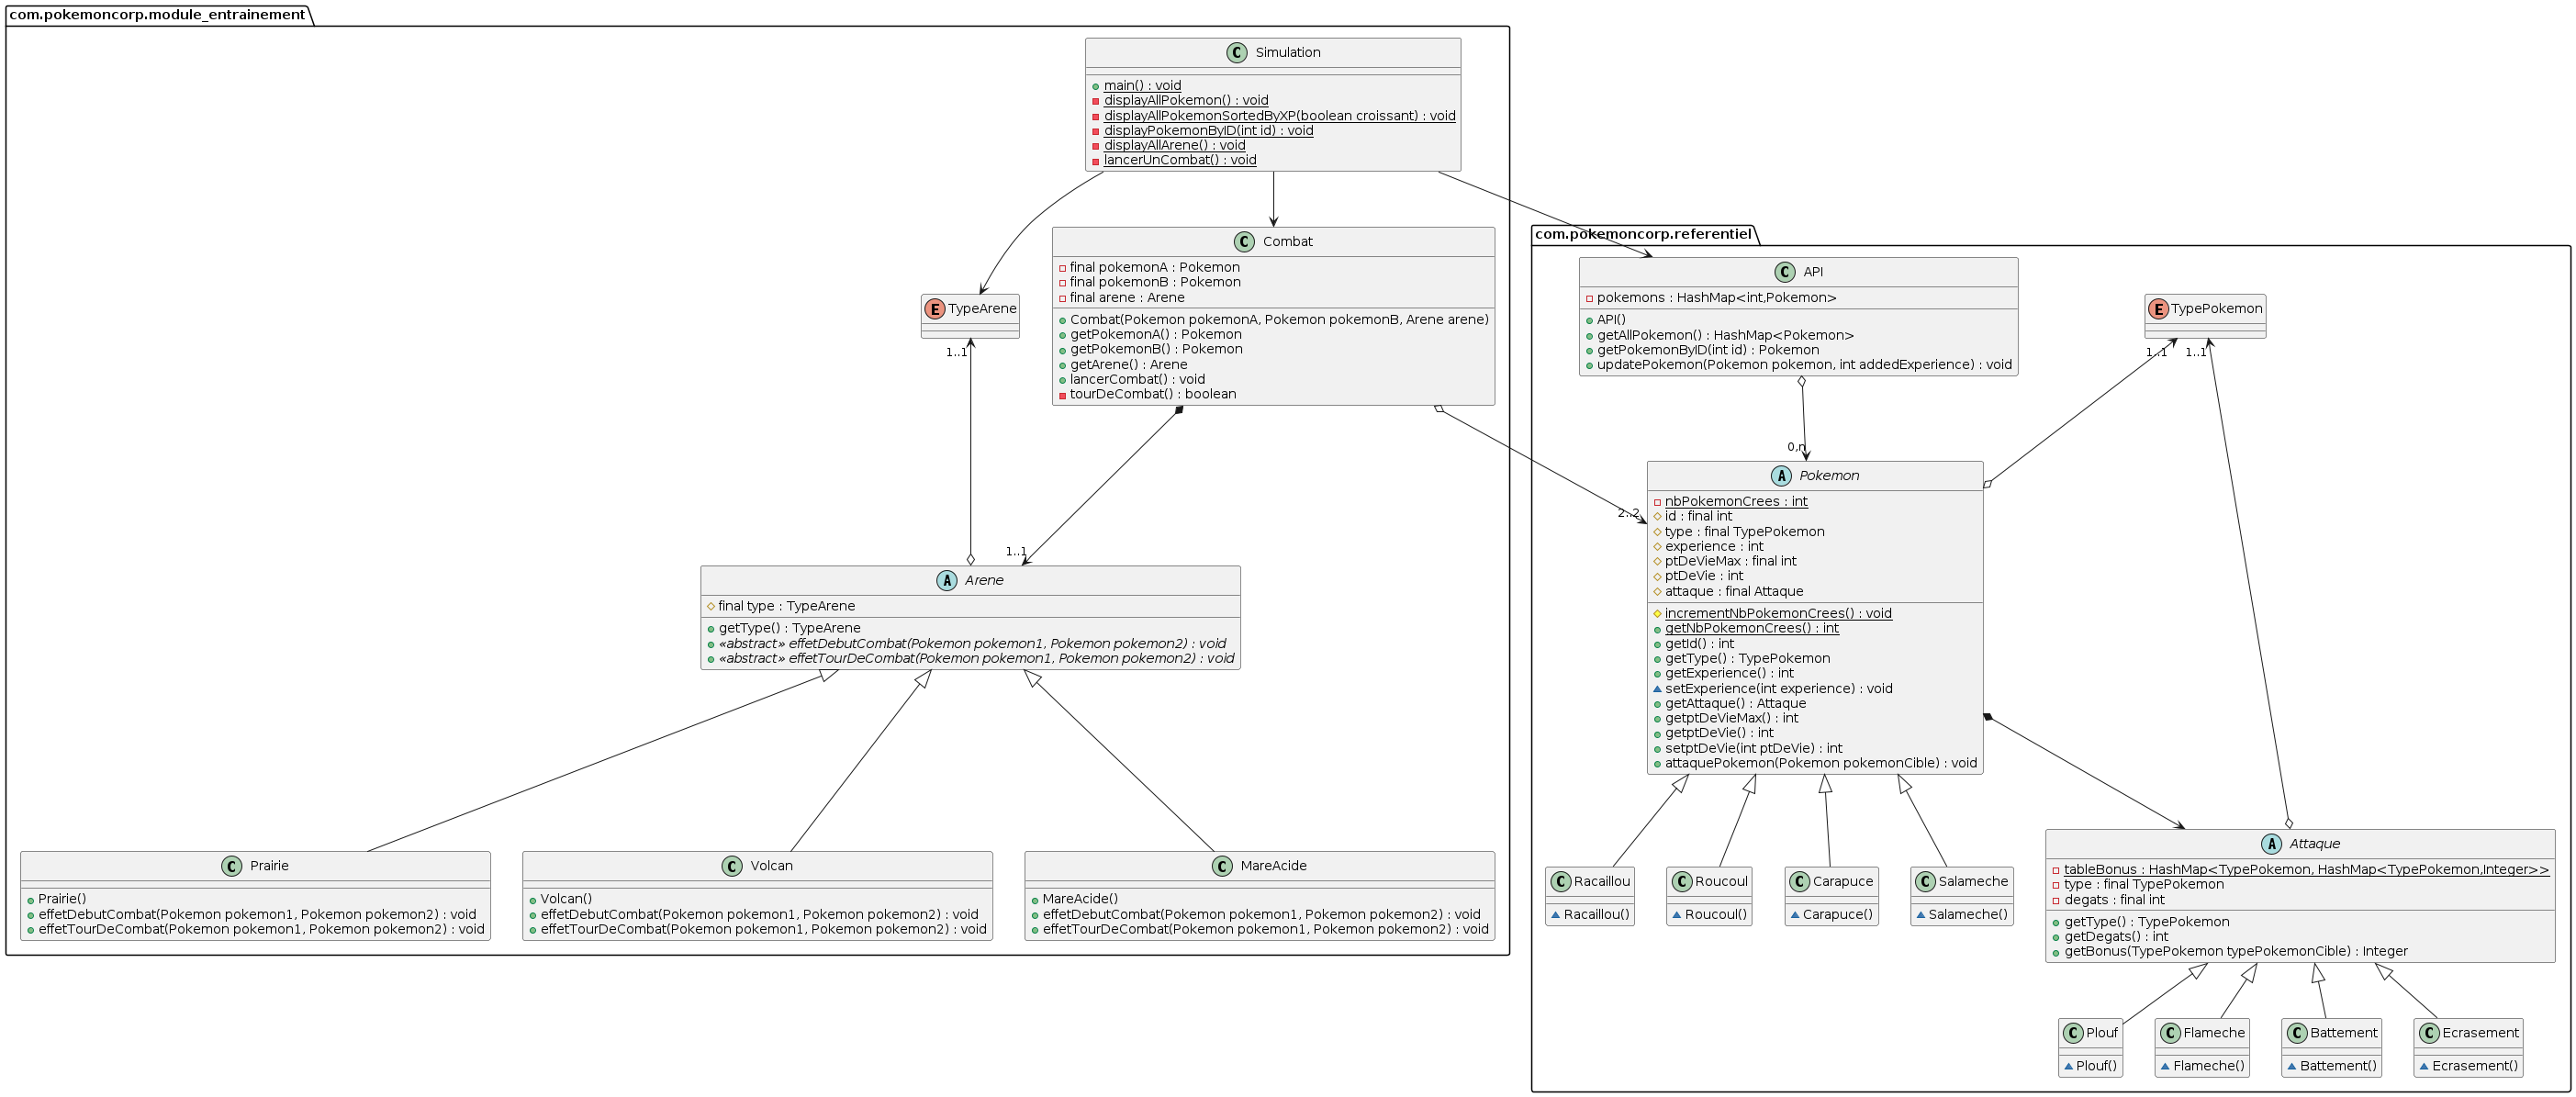 com.pokemoncorp.module_entrainement
Simulation
main() : void
displayAllPokemon() : void
displayAllPokemonSortedByXP(boolean croissant) : void
displayPokemonByID(int id) : void
displayAllArene() : void
lancerUnCombat() : void
Combat
final pokemonA : Pokemon
final pokemonB : Pokemon
final arene : Arene
Combat(Pokemon pokemonA, Pokemon pokemonB, Arene arene)
getPokemonA() : Pokemon
getPokemonB() : Pokemon
getArene() : Arene
lancerCombat() : void
tourDeCombat() : boolean
TypeArene
1..1
1..1
Arene
final type : TypeArene
getType() : TypeArene
«abstract» effetDebutCombat(Pokemon pokemon1, Pokemon pokemon2) : void
«abstract» effetTourDeCombat(Pokemon pokemon1, Pokemon pokemon2) : void
Prairie
Prairie()
effetDebutCombat(Pokemon pokemon1, Pokemon pokemon2) : void
effetTourDeCombat(Pokemon pokemon1, Pokemon pokemon2) : void
Volcan
Volcan()
effetDebutCombat(Pokemon pokemon1, Pokemon pokemon2) : void
effetTourDeCombat(Pokemon pokemon1, Pokemon pokemon2) : void
MareAcide
MareAcide()
effetDebutCombat(Pokemon pokemon1, Pokemon pokemon2) : void
effetTourDeCombat(Pokemon pokemon1, Pokemon pokemon2) : void
com.pokemoncorp.referentiel
API
pokemons : HashMap<int,Pokemon>
API()
getAllPokemon() : HashMap<Pokemon>
getPokemonByID(int id) : Pokemon
updatePokemon(Pokemon pokemon, int addedExperience) : void
TypePokemon
1..1
1..1
0,n
2..2
Pokemon
nbPokemonCrees : int
id : final int
type : final TypePokemon
experience : int
ptDeVieMax : final int
ptDeVie : int
attaque : final Attaque
incrementNbPokemonCrees() : void
getNbPokemonCrees() : int
getId() : int
getType() : TypePokemon
getExperience() : int
setExperience(int experience) : void
getAttaque() : Attaque
getptDeVieMax() : int
getptDeVie() : int
setptDeVie(int ptDeVie) : int
attaquePokemon(Pokemon pokemonCible) : void
Racaillou
Racaillou()
Roucoul
Roucoul()
Carapuce
Carapuce()
Salameche
Salameche()
Attaque
tableBonus : HashMap<TypePokemon, HashMap<TypePokemon,Integer>>
type : final TypePokemon
degats : final int
getType() : TypePokemon
getDegats() : int
getBonus(TypePokemon typePokemonCible) : Integer
Plouf
Plouf()
Flameche
Flameche()
Battement
Battement()
Ecrasement
Ecrasement()